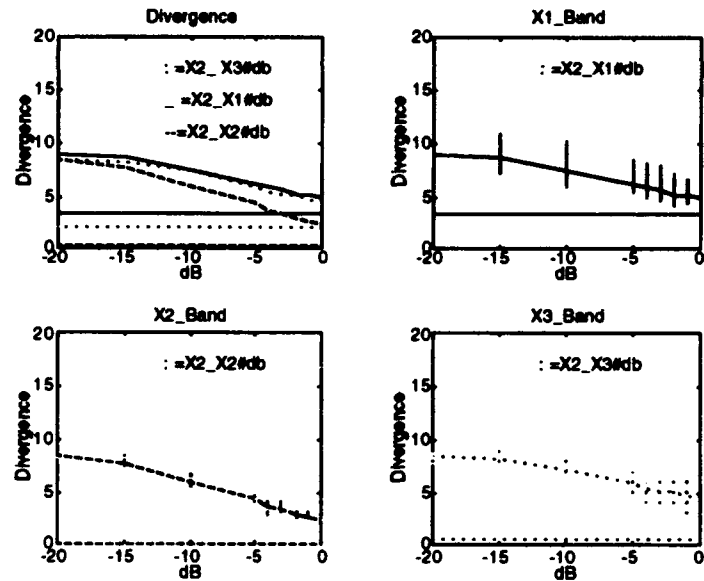 Divergence
20
15
10
5
0
Divergence
: =X2_ X3#db
_ =X2_X1#db
--=X2_X2#db
-20 -15 -10 -5 0
dB
X1_Band
20
15
10
5
0
Divergence
: =X2_X1#db
-20 -15 -10 -5 0
dB
X2_Band
20
15
10
5
0
Divergence
: =X2_X2#db
-20 -15 -10 -5 0
dB
X3_Band
20
15
10
5
0
Divergence
: =X2_X3#db
-20 -15 -10 -5 0
dB